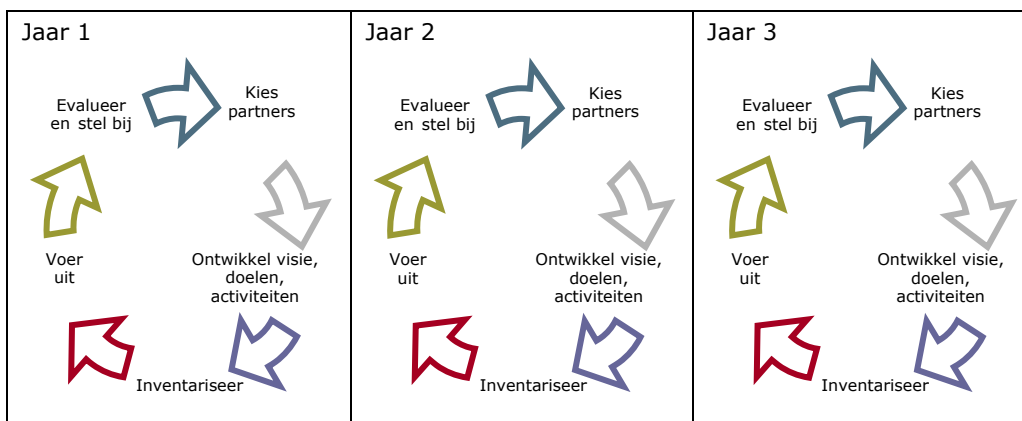 Jaar 1
Kies
partners
Evalueer
en stel bij
Voer
uit
Ontwikkel visie,
doelen,
activiteiten
Inventariseer
Jaar 2
Kies
partners
Evalueer
en stel bij
Voer
uit
Ontwikkel visie,
doelen,
activiteiten
Inventariseer
Jaar 3
Kies
partners
Evalueer
en stel bij
Voer
uit
Ontwikkel visie,
doelen,
activiteiten
Inventariseer